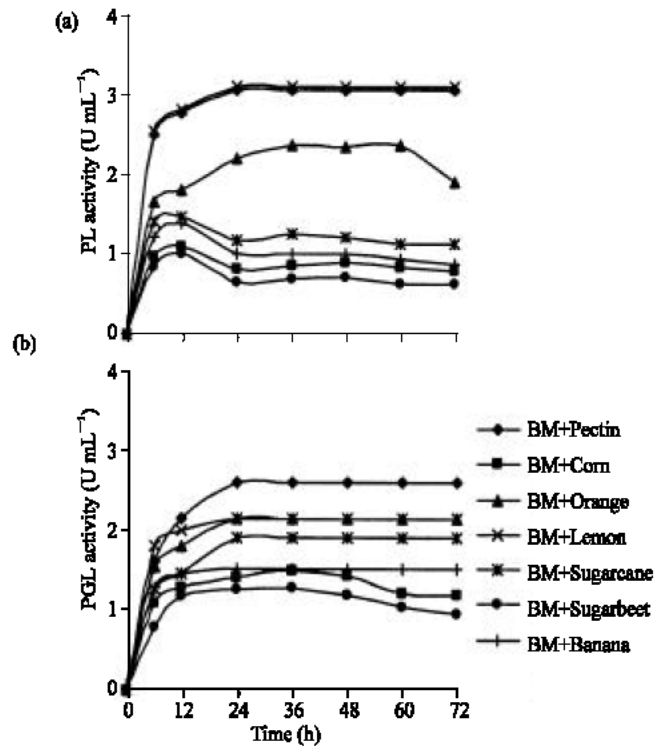 (a)
PL activity (U mL⁻¹)
4
3
2
1
0
(b)
PGL activity (U mL⁻¹)
4
3
2
1
0
0 12 24 36 48 60 72
Time (h)
BM+Pectin
BM+Corn
BM+Orange
BM+Lemon
BM+Sugarcane
BM+Sugarbeet
BM+Banana